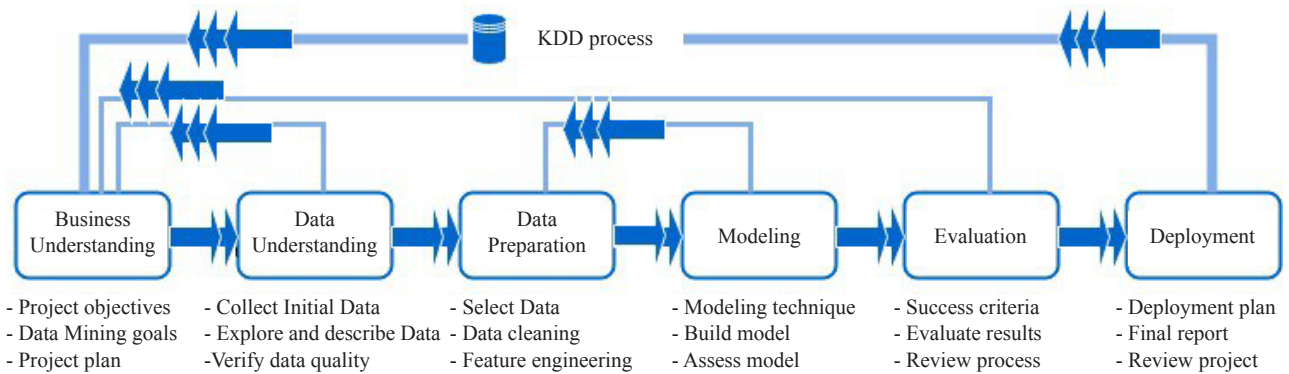 KDD process
Business
Understanding
Data
Understanding
Data
Preparation
Modeling
Evaluation
Deployment
- Project objectives
- Data Mining goals
- Project plan
- Collect Initial Data
- Explore and describe Data
-Verify data quality
- Select Data
- Data cleaning
- Feature engineering
- Modeling technique
- Build model
- Assess model
- Success criteria
- Evaluate results
- Review process
- Deployment plan
- Final report
- Review project